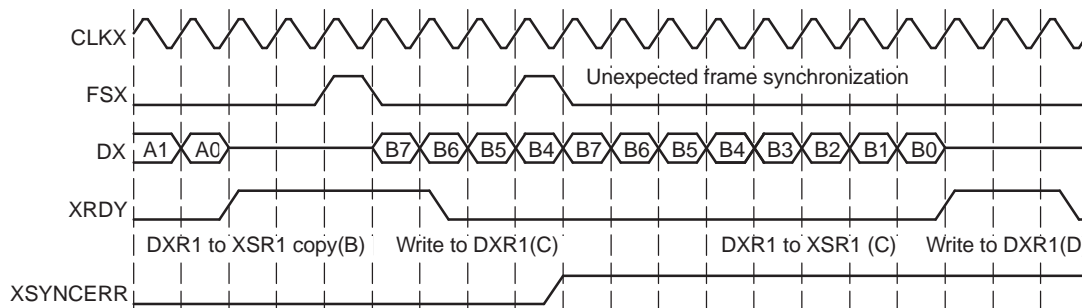 CLKX
FSX
Unexpected frame synchronization
DX A1 A0 B7 B6 B5 B4 B7 B6 B5 B4 B3 B2 B1 B0
XRDY
DXR1 to XSR1 copy(B) Write to DXR1(C) DXR1 to XSR1 (C) Write to DXR1(D
XSYNCERR